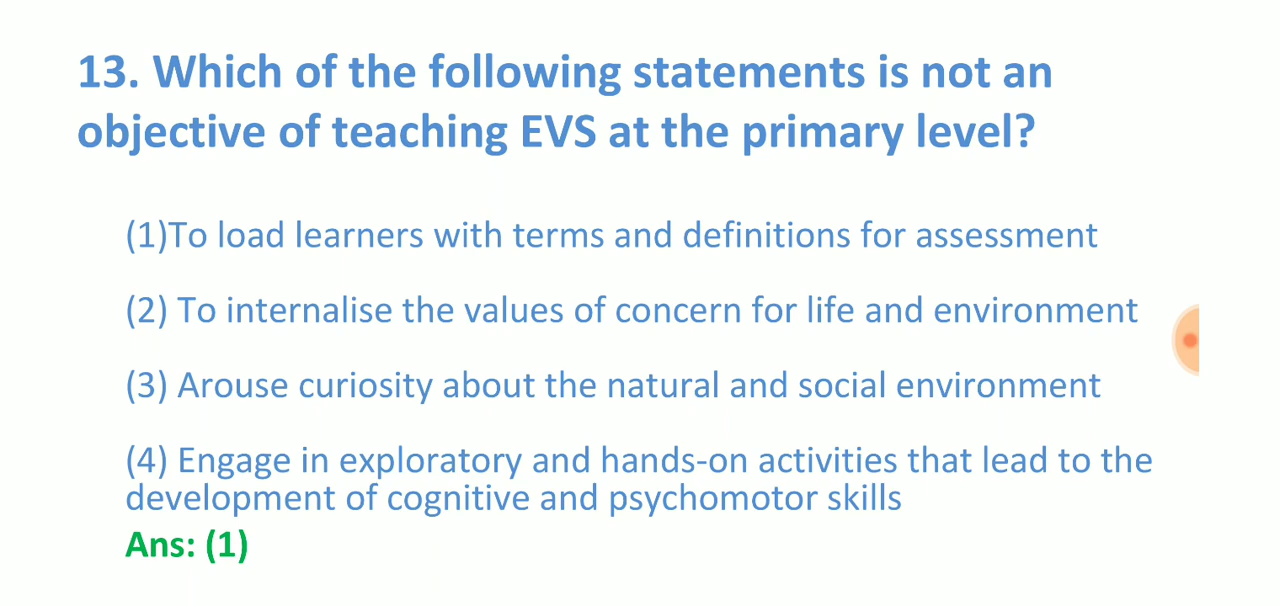 13. Which of the following statements is not an
objective of teaching EVS at the primary level?
(1)To load learners with terms and definitions for assessment
(2) To internalise the values of concern for life and environment
(3) Arouse curiosity about the natural and social environment
(4) Engage in exploratory and hands-on activities that lead to the
development of cognitive and psychomotor skills
Ans: (1)